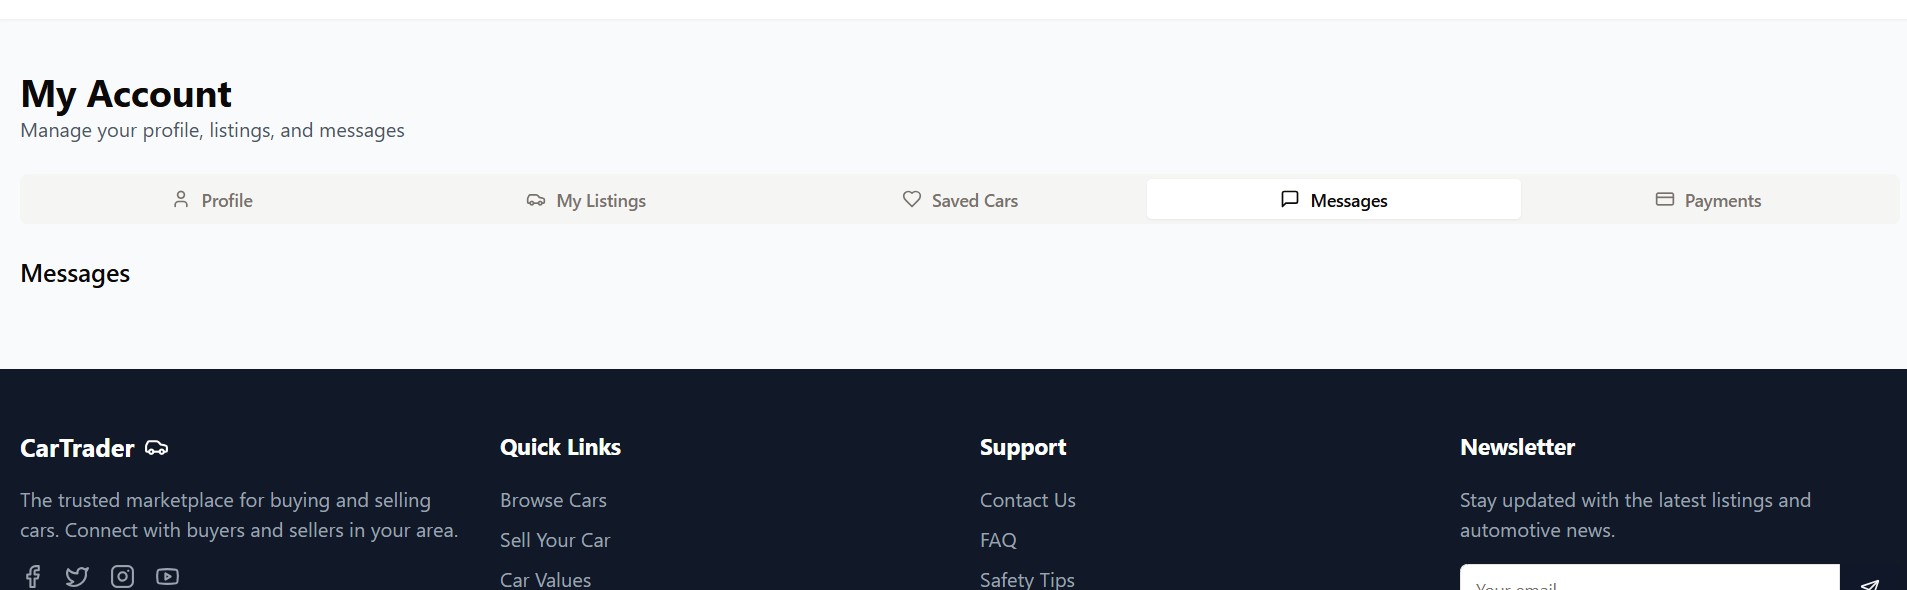 My Account
Manage your profile, listings, and messages
Profile
My Listings
Saved Cars
Messages
Payments
Messages
CarTrader
The trusted marketplace for buying and selling
cars. Connect with buyers and sellers in your area.
Quick Links
Browse Cars
Sell Your Car
Car Values
Support
Contact Us
FAQ
Safety Tips
Newsletter
Stay updated with the latest listings and
automotive news.
Your email